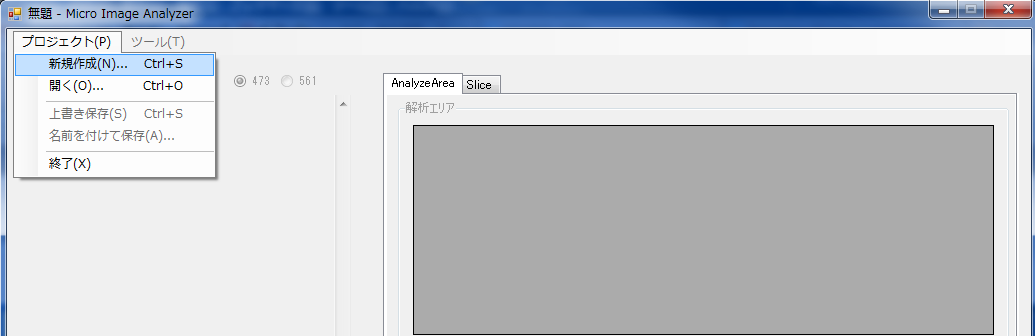 無題 - Micro Image Analyzer
プロジェクト(P) ツール(T)
新規作成(N)... Ctrl+S
開く(O)... Ctrl+O
上書き保存(S) Ctrl+S
名前を付けて保存(A)...
終了(X)
473 561
AnalyzeArea Slice
解析エリア